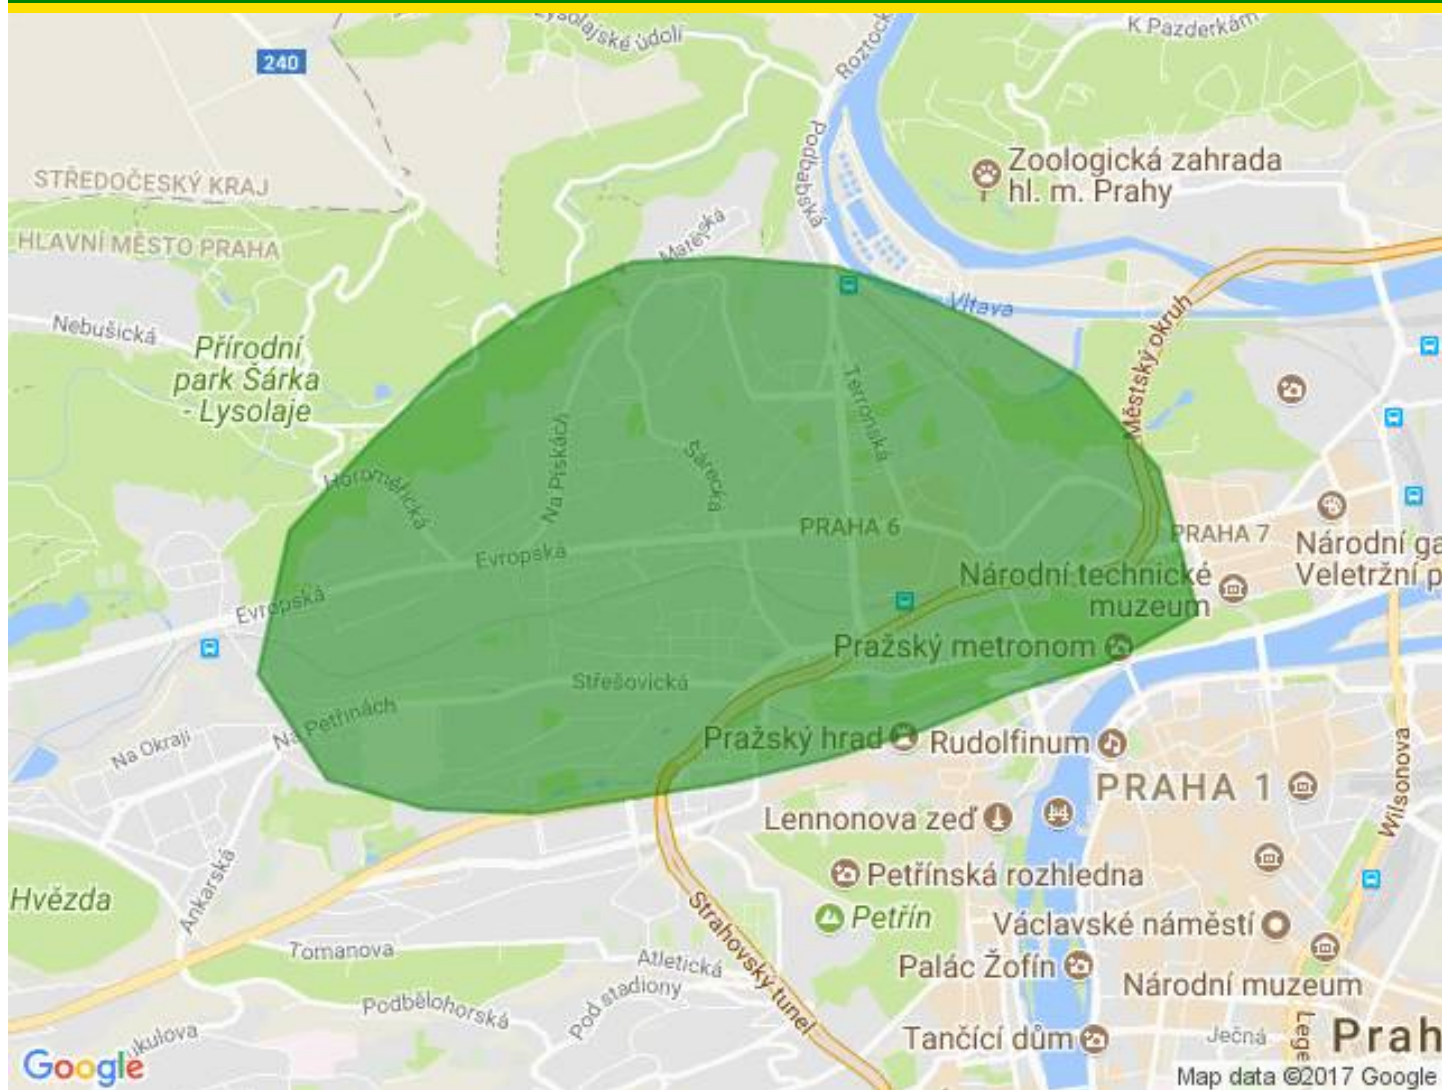 Lysolajské údolí
K Pazderkám
240
Roztock
Podbabská
Zoologická zahrada
hl. m. Prahy
STŘEDOČESKÝ KRAJ
HLAVNÍ MĚSTO PRAHA
Matějská
Vltava
Městský okruh
Nebušická
Přírodní
park Šárka
- Lysolaje
Terronská
Na Pískách
Šárecká
Horoměřická
PRAHA 6
PRAHA 7
Evropská
Národní ga
Veletržní p
Národní technické
muzeum
Evropská
Pražský metronom
Střešovická
Na Petřinách
Na Okraji
Pražský hrad
Rudolfinum
PRAHA 1
Wilsonova
Lennonova zeď
Petřínská rozhledna
Hvězda
Ankarská
Petřín
Václavské náměstí
Strahovský tunel
Tomanova
Atletická
Palác Žofín
Národní muzeum
Podbělohorská
Pod stadiony
kulova
Tančící dům
Ječná
Lege
Prah
Google
Map data ©2017 Google